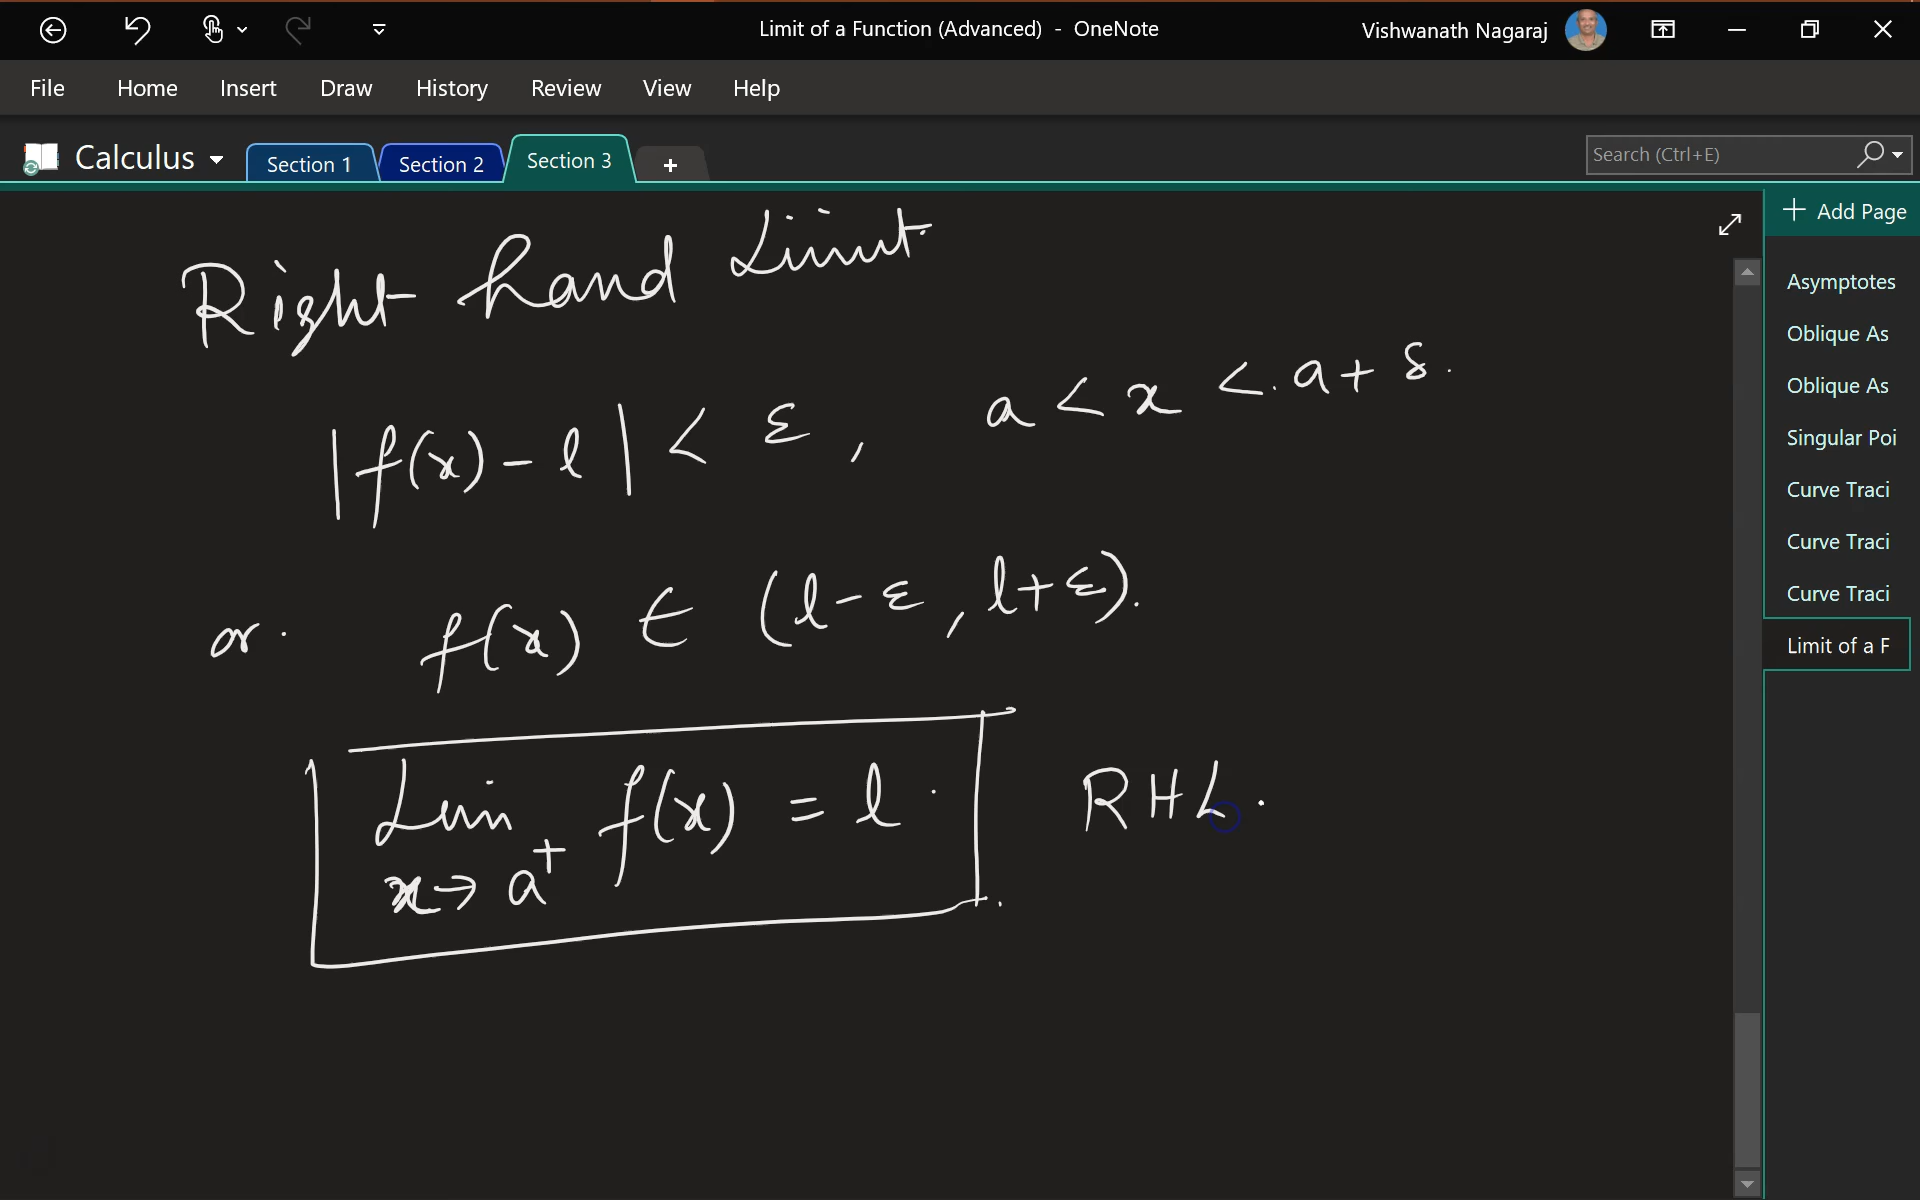 Limit of a Function (Advanced) - OneNote
Vishwanath Nagaraj
File Home Insert Draw History Review View Help
Calculus Section 1 Section 2 Section 3 +
Search (Ctrl+E)
+ Add Page
Asymptotes
Oblique As
Oblique As
Singular Poi
Curve Traci
Curve Traci
Curve Traci
Limit of a F
Right hand Limit
|f(x) - l| < ε, a < x < a + δ.
or. f(x) ∈ (l - ε, l + ε).
Lim f(x) = l. RHL.
x → a⁺